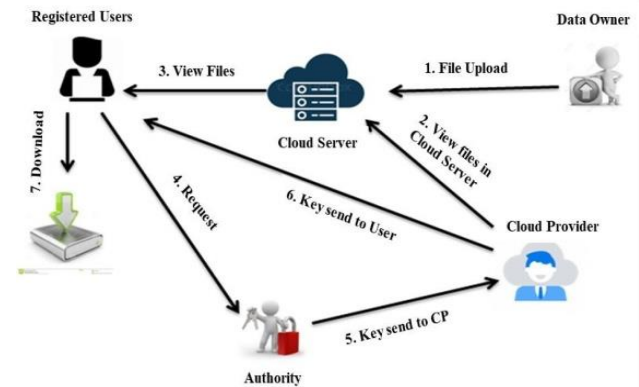 Registered Users
Data Owner
3. View Files
1. File Upload
Cloud Server
2. View files in
Cloud Server
7. Download
4. Request
6. Key send to User
Cloud Provider
5. Key send to CP
Authority